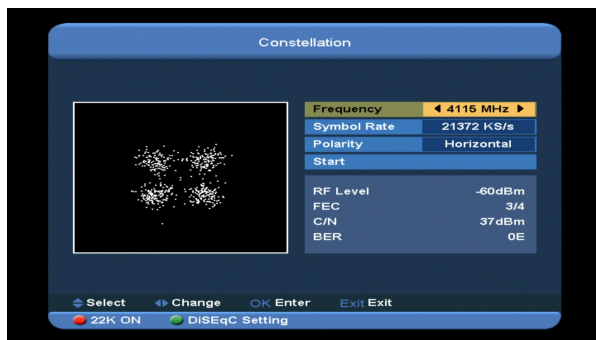 Constellation
Frequency 4115 MHz
Symbol Rate 21372 KS/s
Polarity Horizontal
Start
RF Level -60dBm
FEC 3/4
C/N 37dBm
BER 0E
Select Change OK Enter Exit Exit
22K ON DiSEqC Setting